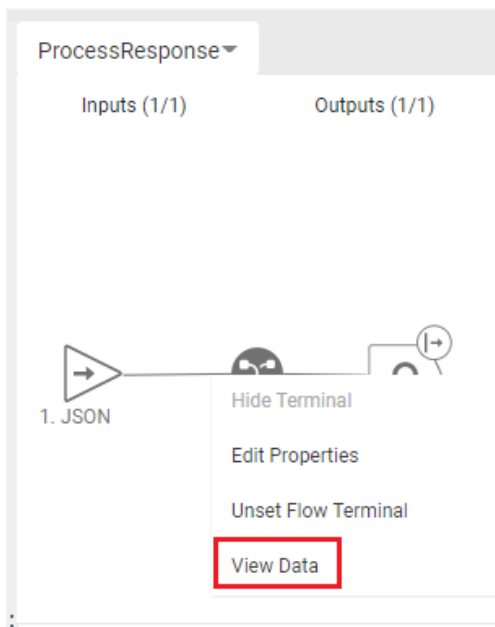 ProcessResponse
Inputs (1/1) Outputs (1/1)
1. JSON
Hide Terminal
Edit Properties
Unset Flow Terminal
View Data